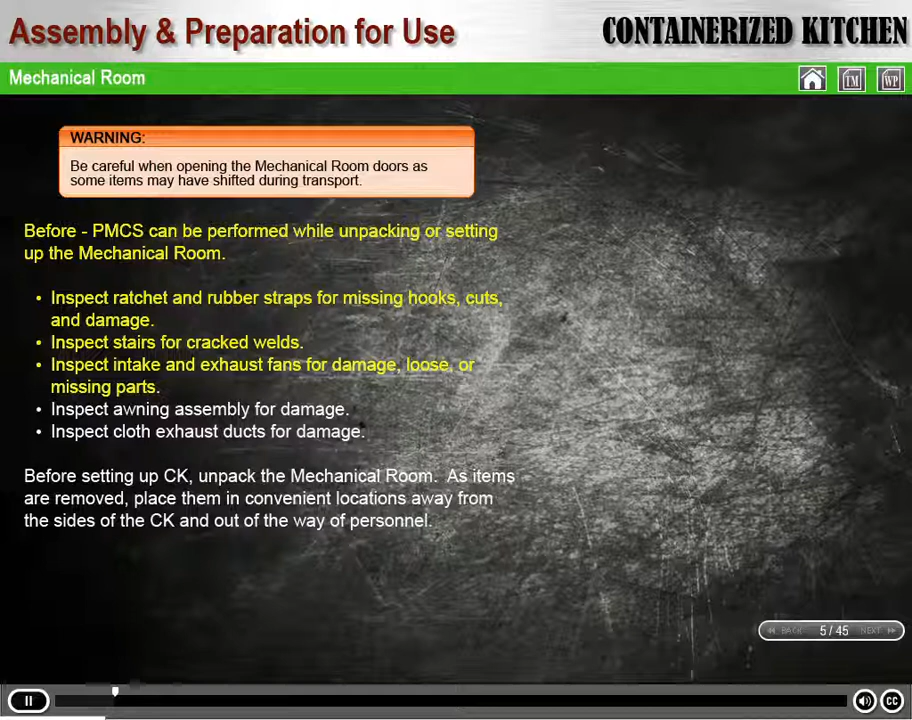 Assembly & Preparation for Use
CONTAINERIZED KITCHEN
Mechanical Room
TM
WP
WARNING:
Be careful when opening the Mechanical Room doors as
some items may have shifted during transport.
Before - PMCS can be performed while unpacking or setting
up the Mechanical Room.
• Inspect ratchet and rubber straps for missing hooks, cuts,
and damage.
• Inspect stairs for cracked welds.
• Inspect intake and exhaust fans for damage, loose, or
missing parts.
• Inspect awning assembly for damage.
• Inspect cloth exhaust ducts for damage.
Before setting up CK, unpack the Mechanical Room. As items
are removed, place them in convenient locations away from
the sides of the CK and out of the way of personnel.
BACK 5 / 45 NEXT
CC